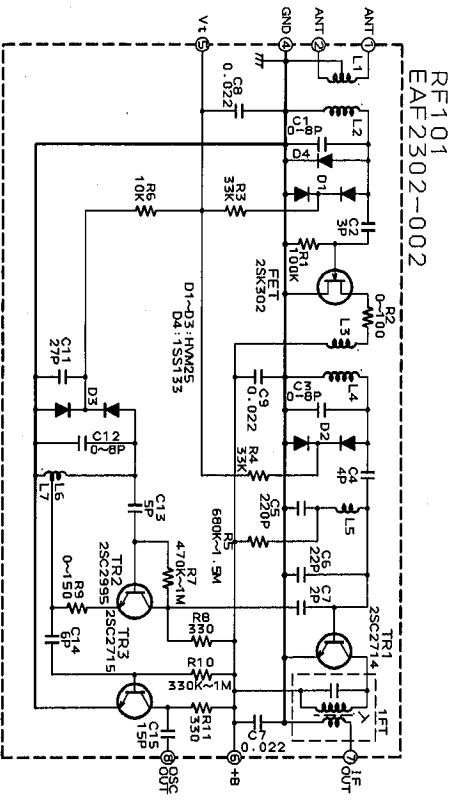 RF101
EAF2302-002
ANT 1
ANT 2
GND 4
Vt 5
L1
L2
C1
0~8P
D4
D1
C2
3P
C8
0.022
R3
33K
R6
10K
R1
100K
FET
2SK302
R2
0~100
L3
D1~D3:HVM25
D4:1SS133
C9
0.022
L4
C3
0~8P
D2
C4
4P
R4
33K
C11
27P
D3
C12
0~8P
L6
L7
C13
5P
C5
220P
L5
R5
680K~1.5M
C6
22P
C7
2P
R7
470K~1M
TR2
2SC2995
R9
0~150
R8
330
TR1
2SC2714
C14
6P
TR3
2SC2715
R10
330K~1M
R11
330
C15
15P
1FT
C7
0.022
8 OSC OUT
6 +B
7 IF OUT